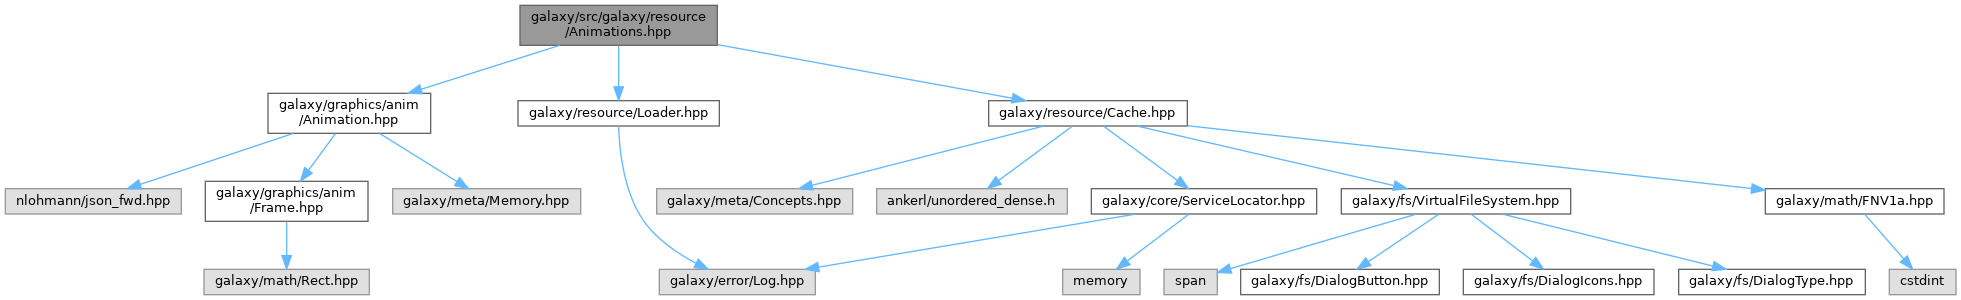 galaxy/src/galaxy/resource
/Animations.hpp
galaxy/graphics/anim
/Animation.hpp
galaxy/resource/Loader.hpp
galaxy/resource/Cache.hpp
nlohmann/json_fwd.hpp
galaxy/graphics/anim
/Frame.hpp
galaxy/meta/Memory.hpp
galaxy/meta/Concepts.hpp
ankerl/unordered_dense.h
galaxy/core/ServiceLocator.hpp
galaxy/fs/VirtualFileSystem.hpp
galaxy/math/FNV1a.hpp
galaxy/math/Rect.hpp
galaxy/error/Log.hpp
memory
span
galaxy/fs/DialogButton.hpp
galaxy/fs/DialogIcons.hpp
galaxy/fs/DialogType.hpp
cstdint